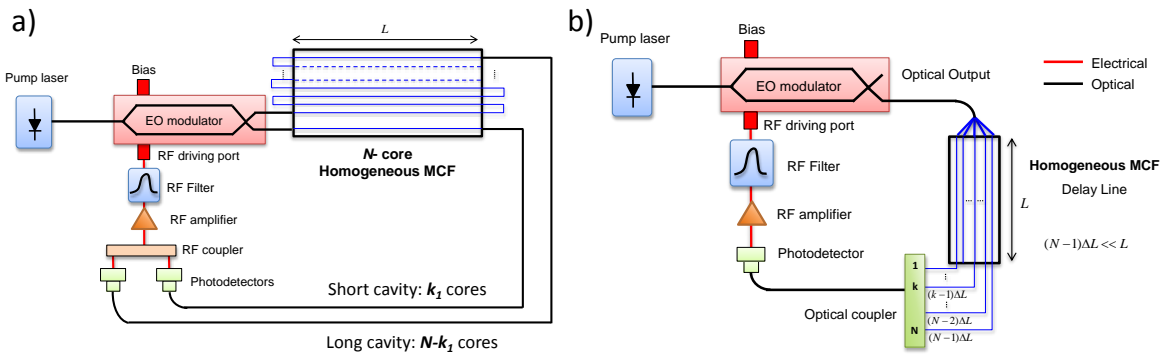 a)
L
Pump laser
Bias
EO modulator
RF driving port
N- core
Homogeneous MCF
RF Filter
RF amplifier
RF coupler
Photodetectors
Short cavity: k₁ cores
Long cavity: N-k₁ cores
b)
Pump laser
Bias
EO modulator
Optical Output
Electrical
Optical
RF driving port
RF Filter
RF amplifier
Photodetector
Homogeneous MCF
Delay Line
L
(N−1)ΔL << L
Optical coupler
1
k
N
(k−1)ΔL
(N−2)ΔL
(N−1)ΔL